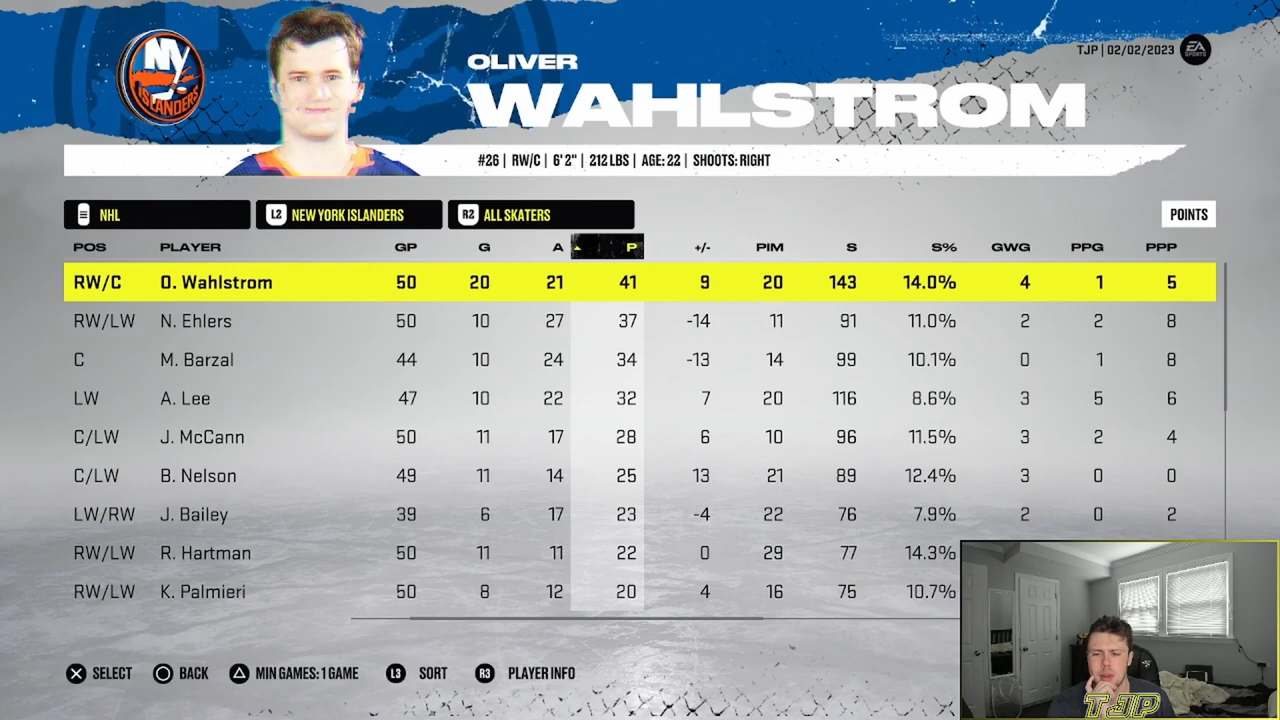 NY
ISLANDERS
OLIVER
WAHLSTROM
TJP | 02/02/2023
EA
SPORTS
#26 | RW/C | 6'2" | 212 LBS | AGE: 22 | SHOOTS: RIGHT
NHL L2 NEW YORK ISLANDERS R2 ALL SKATERS POINTS
POS PLAYER GP G A P +/- PIM S S% GWG PPG PPP
RW/C O. Wahlstrom 50 20 21 41 9 20 143 14.0% 4 1 5
RW/LW N. Ehlers 50 10 27 37 -14 11 91 11.0% 2 2 8
C M. Barzal 44 10 24 34 -13 14 99 10.1% 0 1 8
LW A. Lee 47 10 22 32 7 20 116 8.6% 3 5 6
C/LW J. McCann 50 11 17 28 6 10 96 11.5% 3 2 4
C/LW B. Nelson 49 11 14 25 13 21 89 12.4% 3 0 0
LW/RW J. Bailey 39 6 17 23 -4 22 76 7.9% 2 0 2
RW/LW R. Hartman 50 11 11 22 0 29 77 14.3%
RW/LW K. Palmieri 50 8 12 20 4 16 75 10.7%
SELECT BACK MIN GAMES: 1 GAME L3 SORT R3 PLAYER INFO
TJP